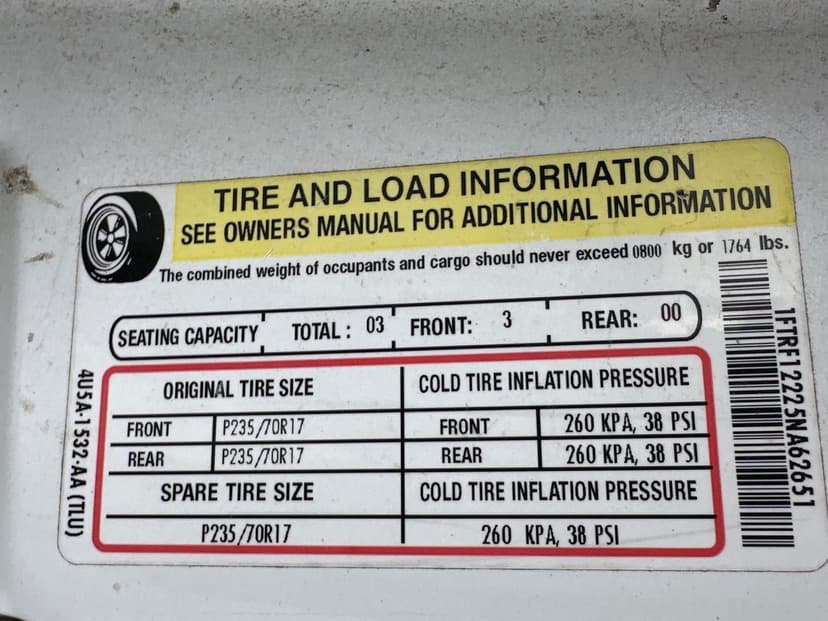 TIRE AND LOAD INFORMATION
SEE OWNERS MANUAL FOR ADDITIONAL INFORMATION
The combined weight of occupants and cargo should never exceed 0800 kg or 1764 lbs.
SEATING CAPACITY TOTAL : 03 FRONT: 3 REAR: 00
ORIGINAL TIRE SIZE COLD TIRE INFLATION PRESSURE
FRONT P235/70R17 FRONT 260 KPA, 38 PSI
REAR P235/70R17 REAR 260 KPA, 38 PSI
SPARE TIRE SIZE COLD TIRE INFLATION PRESSURE
P235/70R17 260 KPA, 38 PSI
4U5A-1532-AA (TLU)
1FTRF12225NA62651